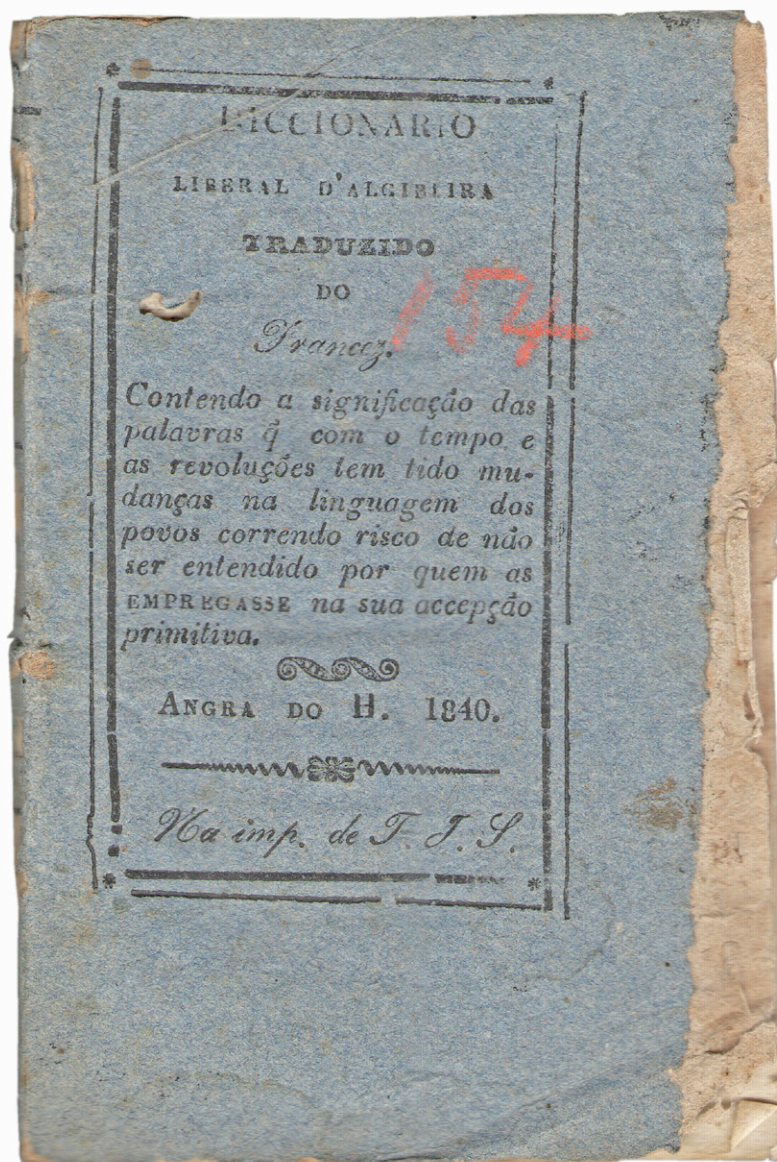 DICCIONARIO
LIBERAL D'ALGIBEIRA
TRADUZIDO
DO
Francez.
154
Contendo a significação das
palavras q̃ com o tempo e
as revoluções tem tido mu-
danças na linguagem dos
povos correndo risco de não
ser entendido por quem as
EMPREGASSE na sua accepção
primitiva.
ANGRA DO H. 1840.
Na imp. de T. J. S.